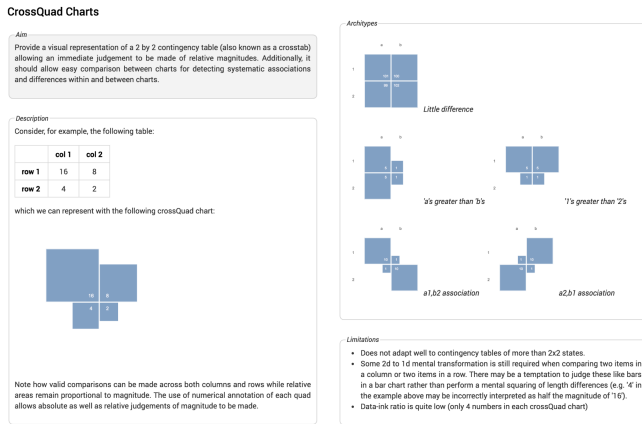 CrossQuad Charts
Aim
Provide a visual representation of a 2 by 2 contingency table (also known as a crosstab)
allowing an immediate judgement to be made of relative magnitudes. Additionally, it
should allow easy comparison between charts for detecting systematic associations
and differences within and between charts.
Description
Consider, for example, the following table:
col 1 col 2
row 1 16 8
row 2 4 2
which we can represent with the following crossQuad chart:
16 8
4 2
Note how valid comparisons can be made across both columns and rows while relative
areas remain proportional to magnitude. The use of numerical annotation of each quad
allows absolute as well as relative judgements of magnitude to be made.
Architypes
a b
1
2
Little difference
a b
1
2
'a's greater than 'b's
a b
1
2
'1's greater than '2's
a b
1
2
a1,b2 association
a b
1
2
a2,b1 association
Limitations
• Does not adapt well to contingency tables of more than 2x2 states.
• Some 2d to 1d mental transformation is still required when comparing two items in
a column or two items in a row. There may be a temptation to judge these like bars
in a bar chart rather than perform a mental squaring of length differences (e.g. '4' in
the example above may be incorrectly interpreted as half the magnitude of '16').
• Data-ink ratio is quite low (only 4 numbers in each crossQuad chart)